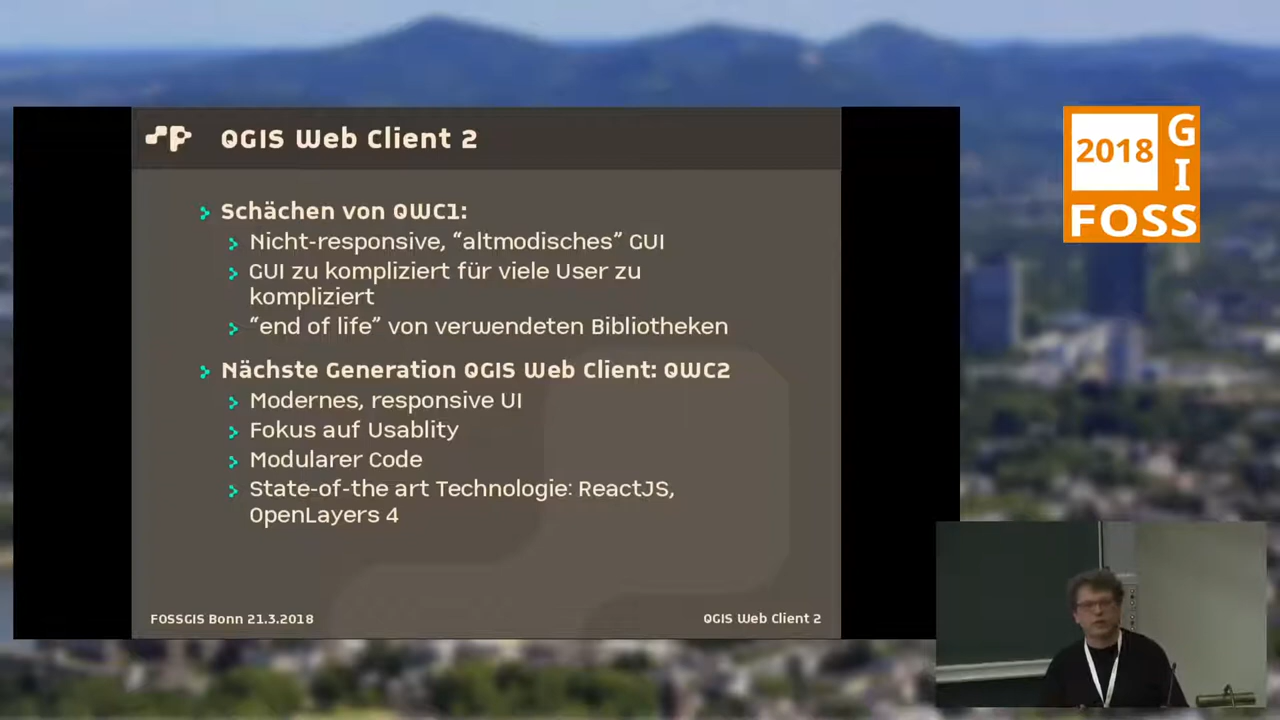 QGIS Web Client 2
Schächen von QWC1:
Nicht-responsive, “altmodisches” GUI
GUI zu kompliziert für viele User zu
kompliziert
“end of life” von verwendeten Bibliotheken
Nächste Generation QGIS Web Client: QWC2
Modernes, responsive UI
Fokus auf Usablity
Modularer Code
State-of-the art Technologie: ReactJS,
OpenLayers 4
FOSSGIS Bonn 21.3.2018
QGIS Web Client 2
2018
GI
FOSS